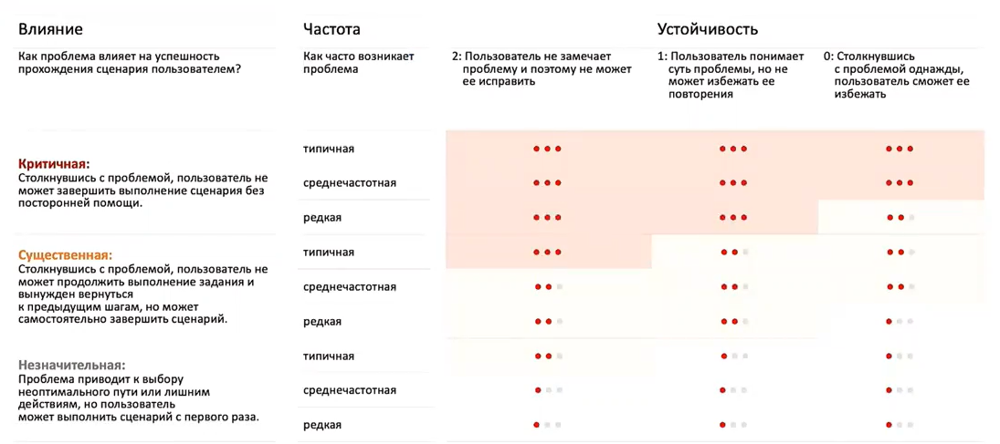 Влияние
Частота
Устойчивость
Как проблема влияет на успешность
прохождения сценария пользователем?
Как часто возникает
проблема
2: Пользователь не замечает
проблему и поэтому не может
ее исправить
1: Пользователь понимает
суть проблемы, но не
может избежать ее
повторения
0: Столкнувшись
с проблемой однажды,
пользователь сможет ее
избежать
Критичная:
Столкнувшись с проблемой, пользователь не
может завершить выполнение сценария без
посторонней помощи.
типичная
среднечастотная
редкая
Существенная:
Столкнувшись с проблемой, пользователь не
может продолжить выполнение задания и
вынужден вернуться
к предыдущим шагам, но может
самостоятельно завершить сценарий.
типичная
среднечастотная
редкая
Незначительная:
Проблема приводит к выбору
неоптимального пути или лишним
действиям, но пользователь
может выполнить сценарий с первого раза.
типичная
среднечастотная
редкая